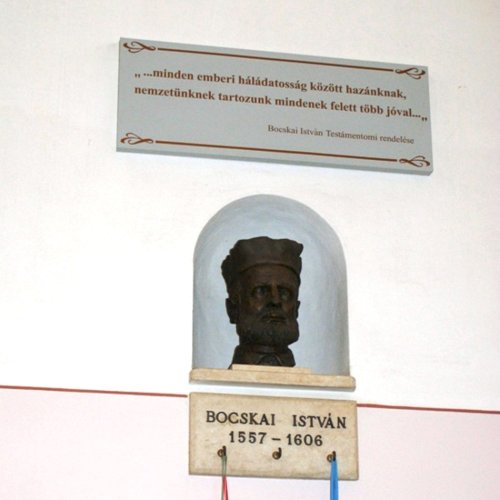 „ ...minden emberi háládatosság között hazánknak,
nemzetünknek tartozunk mindenek felett több jóval...„
Bocskai István Testámentomi rendelése
BOCSKAI ISTVÁN
1557 – 1606